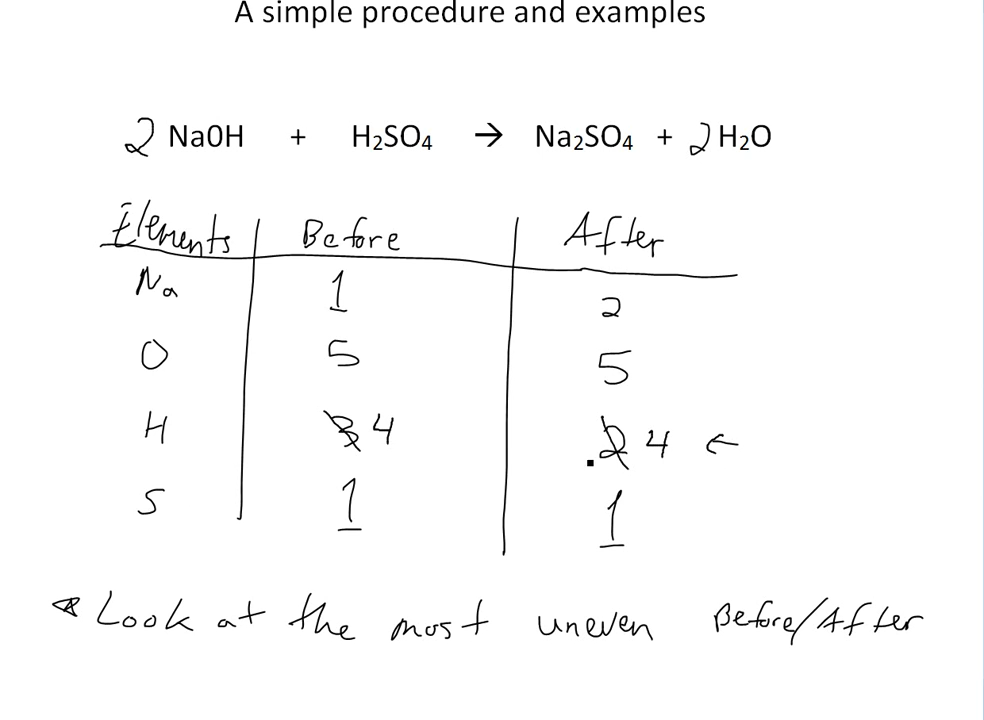 A simple procedure and examples
2 NaOH + H₂SO₄ → Na₂SO₄ + 2 H₂O
Elements Before After
Na 1 2
O 5 5
H 3 4 2 4 ←
S 1 1
* Look at the most uneven Before/After